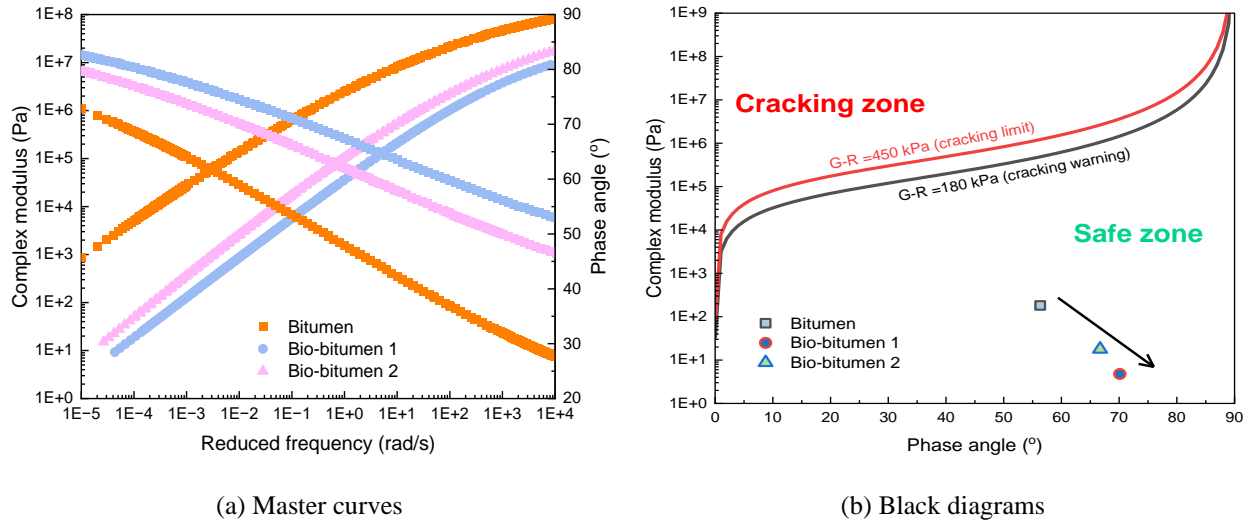 1E+8
1E+7
1E+6
1E+5
1E+4
1E+3
1E+2
1E+1
1E+0
Complex modulus (Pa)
90
80
70
60
50
40
30
20
Phase angle (º)
Bitumen
Bio-bitumen 1
Bio-bitumen 2
1E−5 1E−4 1E−3 1E−2 1E−1 1E+0 1E+1 1E+2 1E+3 1E+4
Reduced frequency (rad/s)
(a) Master curves
1E+9
1E+8
1E+7
1E+6
1E+5
1E+4
1E+3
1E+2
1E+1
1E+0
Complex modulus (Pa)
Cracking zone
G-R =450 kPa (cracking limit)
G-R =180 kPa (cracking warning)
Safe zone
Bitumen
Bio-bitumen 1
Bio-bitumen 2
0 10 20 30 40 50 60 70 80 90
Phase angle (º)
(b) Black diagrams